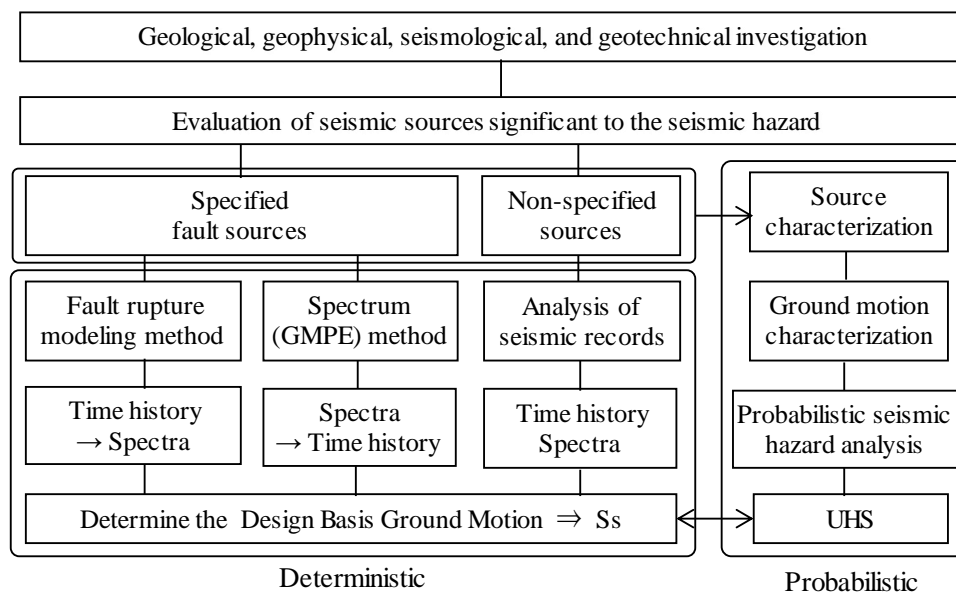 Geological, geophysical, seismological, and geotechnical investigation
Evaluation of seismic sources significant to the seismic hazard
Specified
fault sources
Non-specified
sources
Source
characterization
Fault rupture
modeling method
Spectrum
(GMPE) method
Analysis of
seismic records
Ground motion
characterization
Time history
→ Spectra
Spectra
→ Time history
Time history
Spectra
Probabilistic seismic
hazard analysis
Determine the Design Basis Ground Motion ⇒ Ss
UHS
Deterministic
Probabilistic